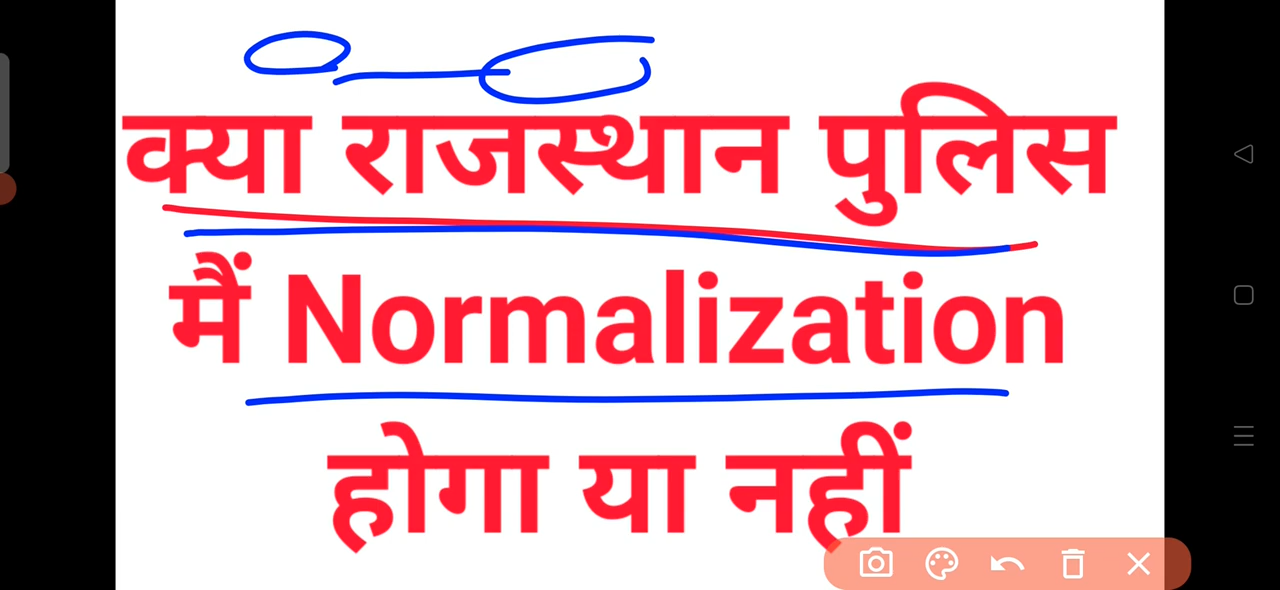 क्या राजस्थान पुलिस
मैं Normalization
होगा या नहीं